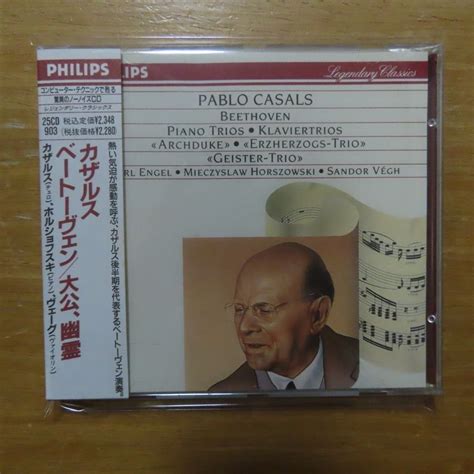 PHILIPS
コンピューター・テクニックで甦る
驚異のノーノイズCD
レジェンダリー・クラシックス
25CD 税込定価¥2,348
903 (税抜価格¥2,280)
熱い気迫が感動を呼ぶ、カザルス後半期を代表するベートーヴェン演奏。
カザルス
ベートーヴェン/大公、幽霊
カザルス(チェロ)、ホルショフスキ(ピアノ)、ヴェーグ(ヴァイオリン)
IPS
Legendary Classics
PABLO CASALS
BEETHOVEN
PIANO TRIOS • KLAVIERTRIOS
«ARCHDUKE» • «ERZHERZOGS-TRIO»
«GEISTER-TRIO»
RL ENGEL • MIECZYSLAW HORSZOWSKI • SANDOR VÉGH